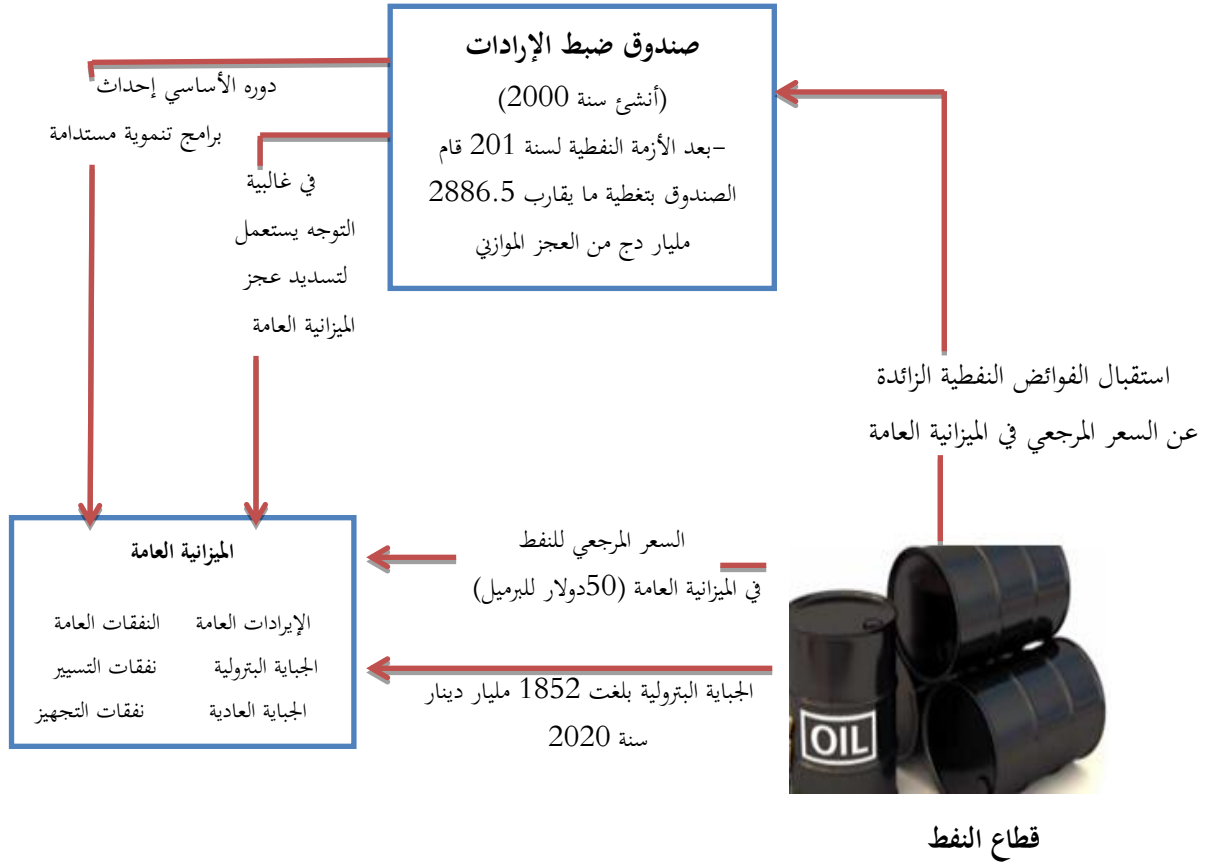 صندوق ضبط الإرادات
(أنشئ سنة 2000)
-بعد الأزمة النفطية لسنة 201 قام
الصندوق بتغطية ما يقارب 2886.5
مليار دج من العجز الموازني
دوره الأساسي إحداث
برامج تنموية مستدامة
في غالبية
التوجه يستعمل
لتسديد عجز
الميزانية العامة
استقبال الفوائض النفطية الزائدة
عن السعر المرجعي في الميزانية العامة
السعر المرجعي للنفط
في الميزانية العامة (50دولار للبرميل)
الجباية البترولية بلغت 1852 مليار دينار
سنة 2020
الميزانية العامة
الإيرادات العامة النفقات العامة
الجباية البترولية نفقات التسيير
الجباية العادية نفقات التجهيز
OIL
قطاع النفط